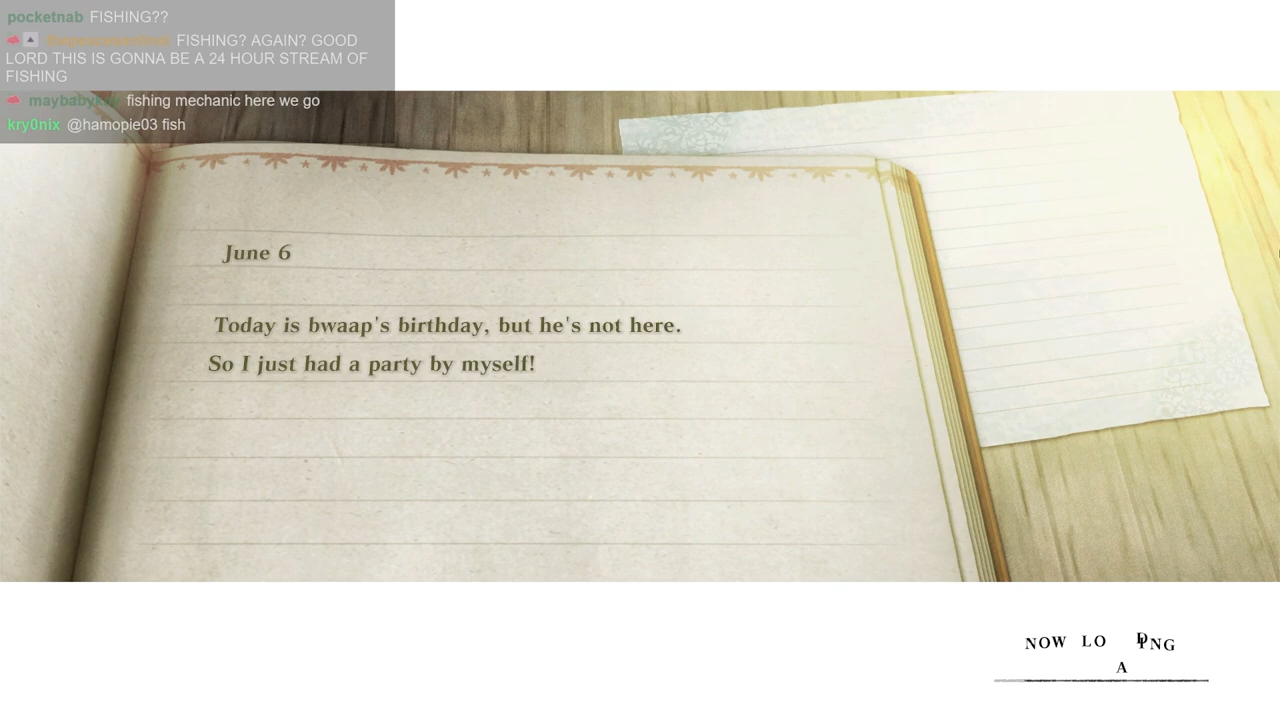 pocketnab FISHING??
FISHING? AGAIN? GOOD
LORD THIS IS GONNA BE A 24 HOUR STREAM OF
FISHING
fishing mechanic here we go
kry0nix @hamopie03 fish
June 6
Today is bwaap's birthday, but he's not here.
So I just had a party by myself!
NOW LOADING